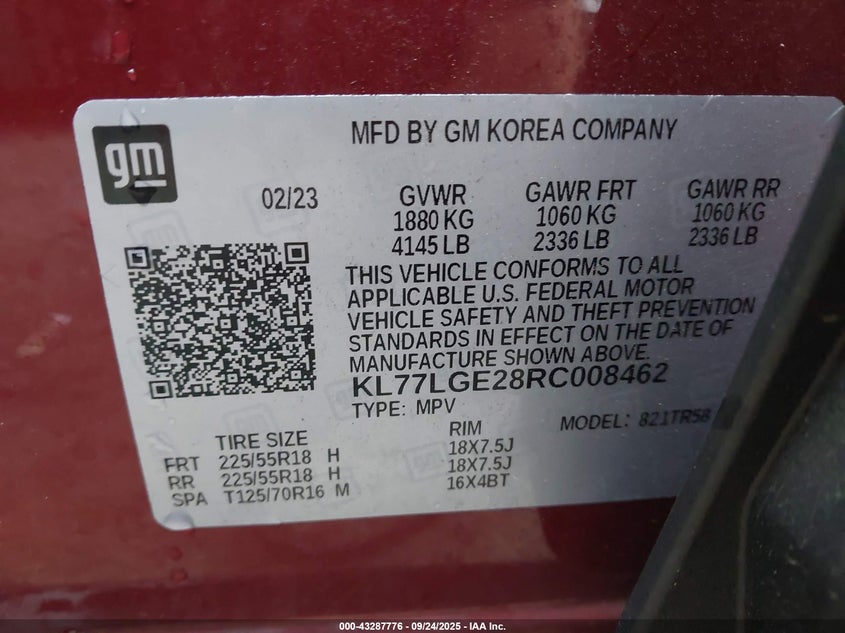 gm
MFD BY GM KOREA COMPANY
02/23
GVWR GAWR FRT GAWR RR
1880 KG 1060 KG 1060 KG
4145 LB 2336 LB 2336 LB
THIS VEHICLE CONFORMS TO ALL
APPLICABLE U.S. FEDERAL MOTOR
VEHICLE SAFETY AND THEFT PREVENTION
STANDARDS IN EFFECT ON THE DATE OF
MANUFACTURE SHOWN ABOVE.
KL77LGE28RC008462
TYPE: MPV
MODEL: 821TR58
TIRE SIZE RIM
FRT 225/55R18 H 18X7.5J
RR 225/55R18 H 18X7.5J
SPA T125/70R16 M 16X4BT
000-43287776 - 09/24/2025 - IAA Inc.